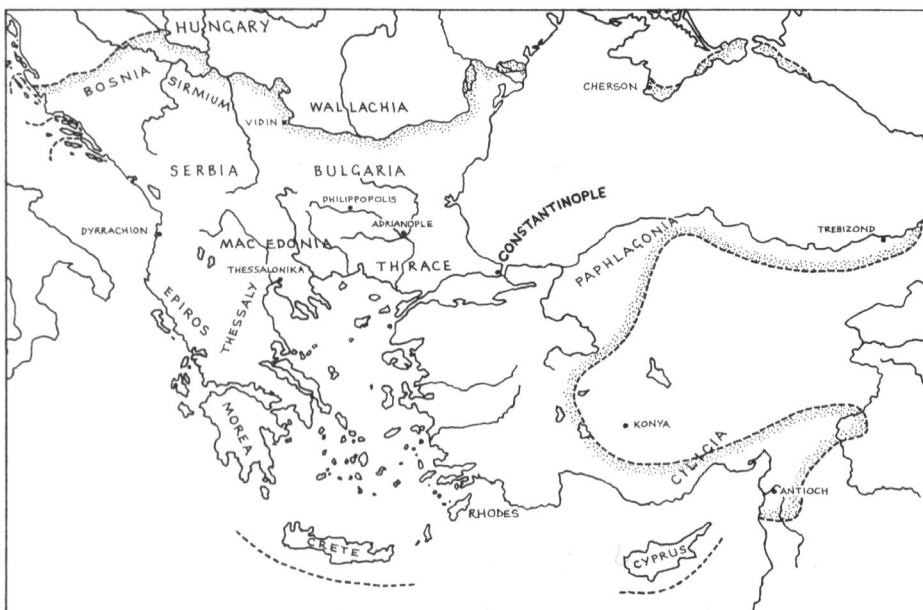 HUNGARY
BOSNIA
SIRMIUM
WALLACHIA
CHERSON
VIDIN
SERBIA
BULGARIA
PHILIPPOPOLIS
ADRIANOPLE
CONSTANTINOPLE
DYRRACHION
MACEDONIA
THRACE
PAPHLAGONIA
TREBIZOND
THESSALONIKA
EPIROS
THESSALY
MOREA
KONYA
CILICIA
ANTIOCH
RHODES
CRETE
CYPRUS